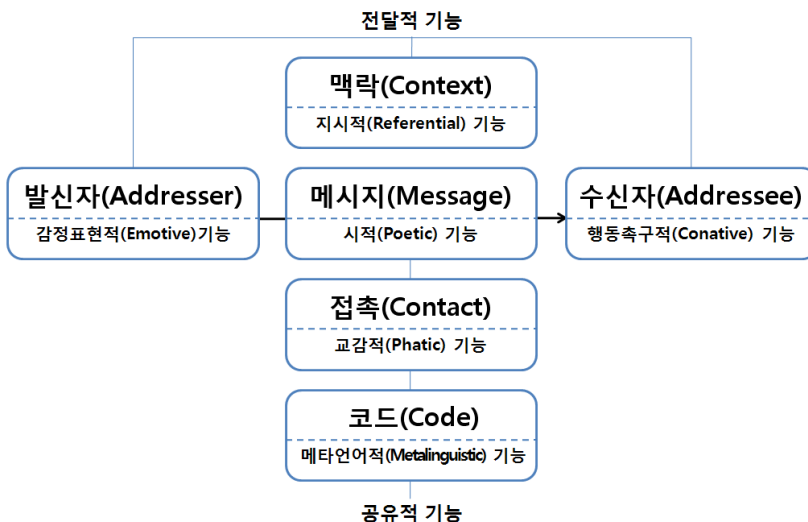 전달적 기능
맥락(Context)
지시적(Referential) 기능
발신자(Addresser)
감정표현적(Emotive)기능
메시지(Message)
시적(Poetic) 기능
수신자(Addressee)
행동촉구적(Conative) 기능
접촉(Contact)
교감적(Phatic) 기능
코드(Code)
메타언어적(Metalinguistic) 기능
공유적 기능